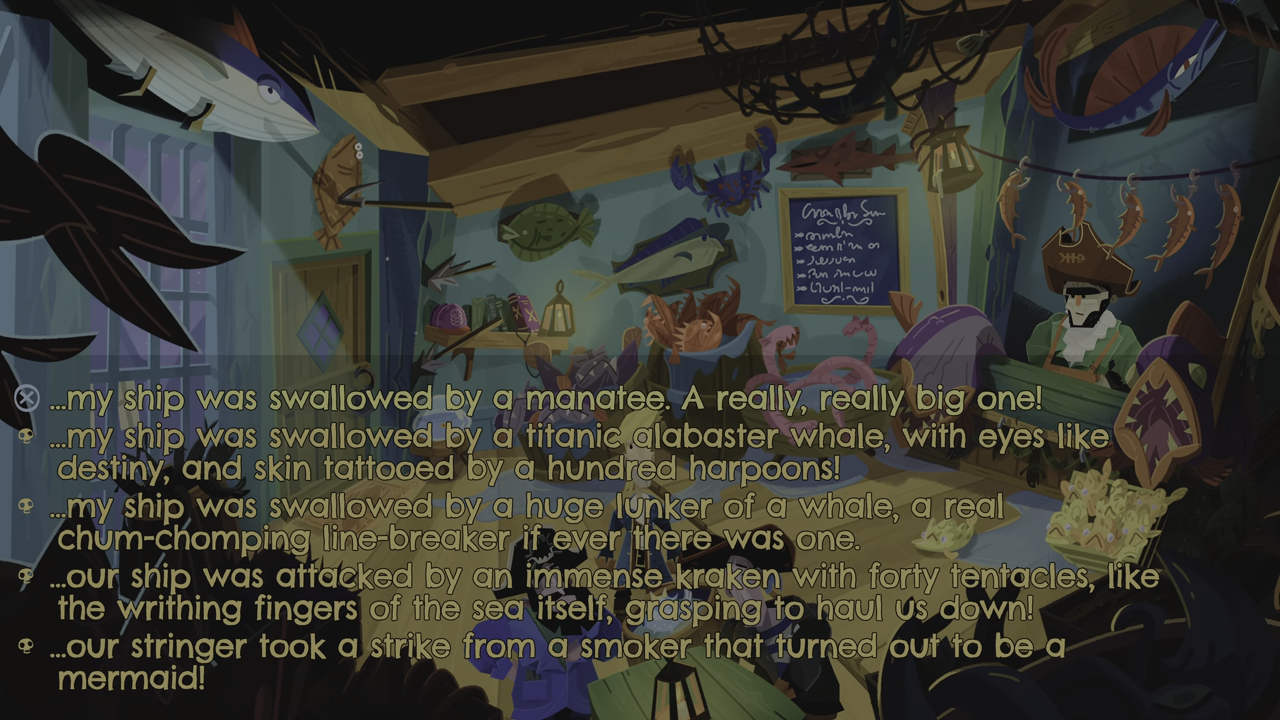 ...my ship was swallowed by a manatee. A really, really big one!
...my ship was swallowed by a titanic alabaster whale, with eyes like
destiny, and skin tattooed by a hundred harpoons!
...my ship was swallowed by a huge lunker of a whale, a real
chum-chomping line-breaker if ever there was one.
...our ship was attacked by an immense kraken with forty tentacles, like
the writhing fingers of the sea itself, grasping to haul us down!
...our stringer took a strike from a smoker that turned out to be a
mermaid!